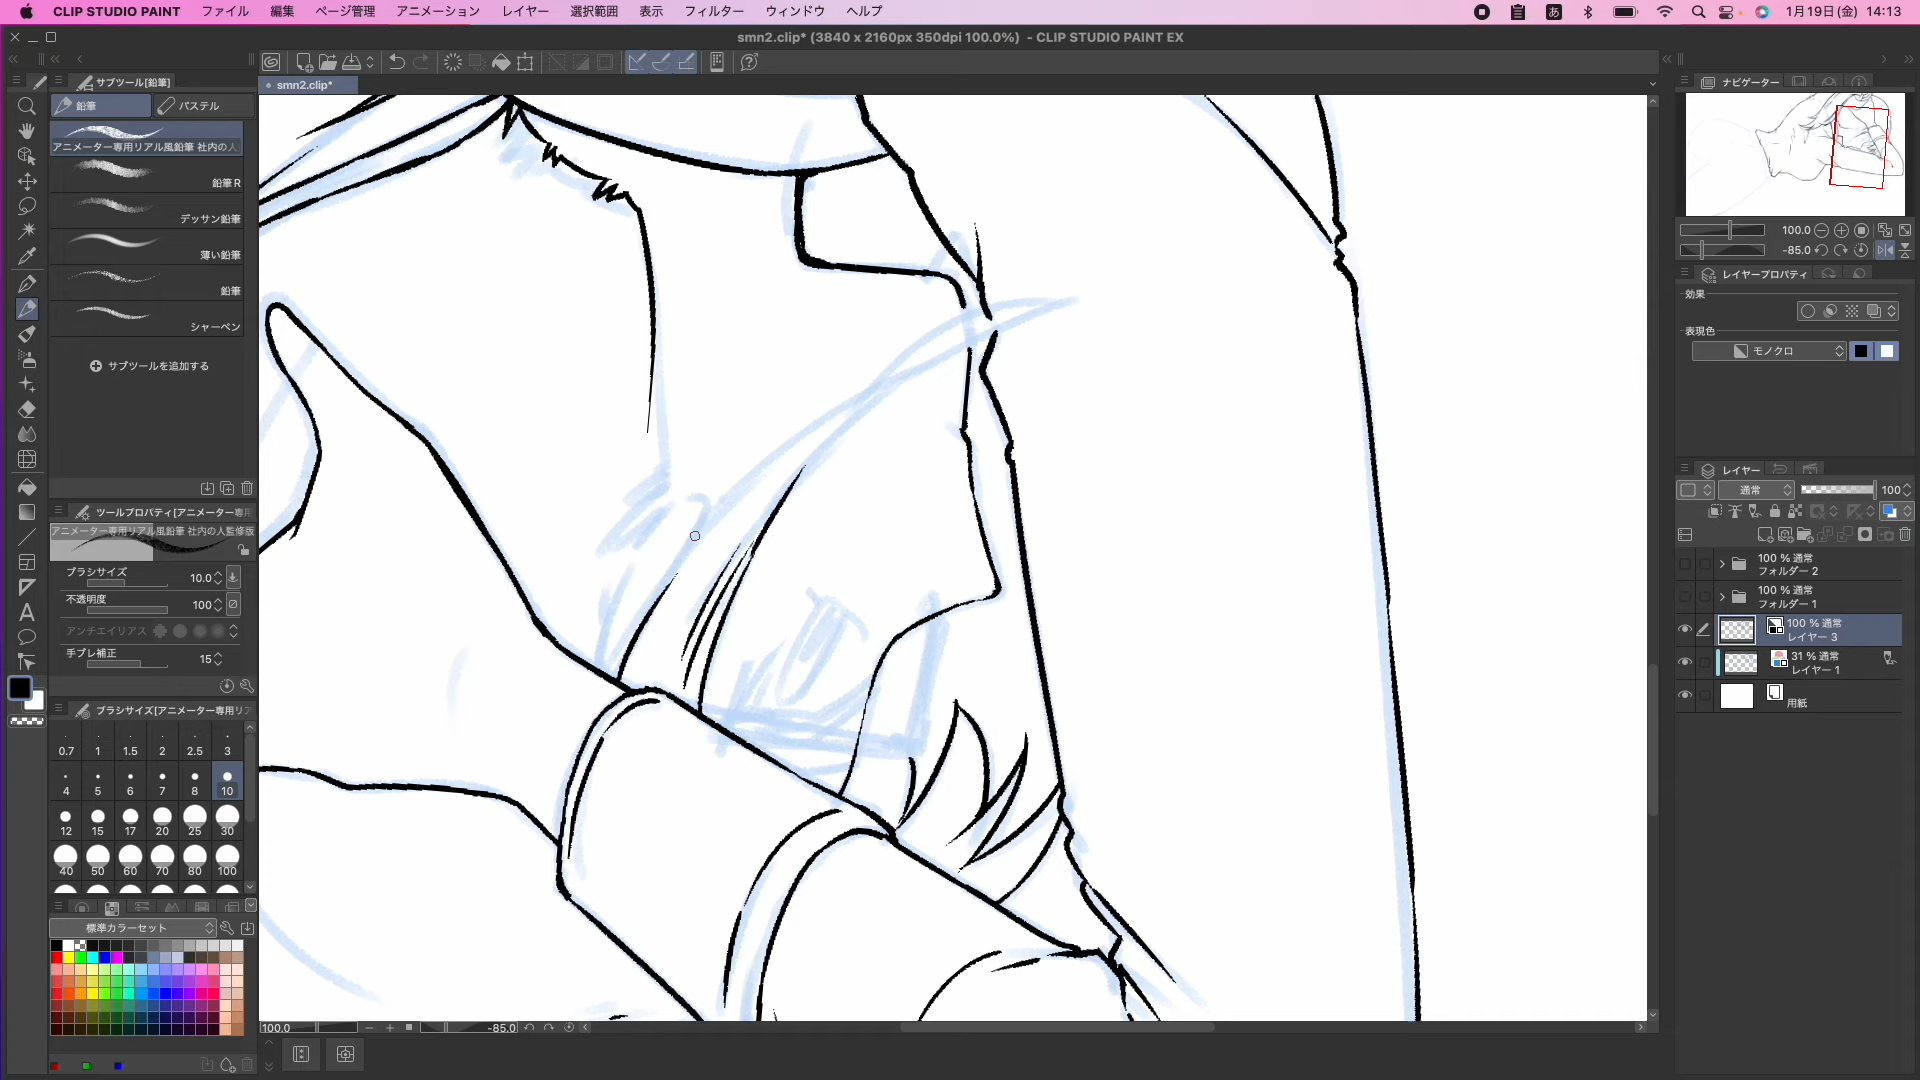 CLIP STUDIO PAINT ファイル 編集 ページ管理 アニメーション レイヤー 選択範囲 表示 フィルター ウィンドウ ヘルプ あ 1月19日(金) 14:13
smn2.clip* (3840 x 2160px 350dpi 100.0%) - CLIP STUDIO PAINT EX
smn2.clip*
サブツール[鉛筆]
鉛筆 パステル
アニメーター専用リアル風鉛筆 社内の人
鉛筆R
デッサン鉛筆
薄い鉛筆
鉛筆
シャーペン
サブツールを追加する
ツールプロパティ[アニメーター専用
アニメーター専用リアル風鉛筆 社内の人監修版
ブラシサイズ 10.0
不透明度 100
アンチエイリアス
手ブレ補正 15
ブラシサイズ[アニメーター専用リア
0.7 1 1.5 2 2.5 3
4 5 6 7 8 10
12 15 17 20 25 30
40 50 60 70 80 100
標準カラーセット
100.0 -85.0
ナビゲーター
100.0
-85.0
レイヤープロパティ
効果
表現色
モノクロ
レイヤー
通常 100
100 % 通常
フォルダー 2
100 % 通常
フォルダー 1
100 % 通常
レイヤー 3
31 % 通常
レイヤー 1
用紙